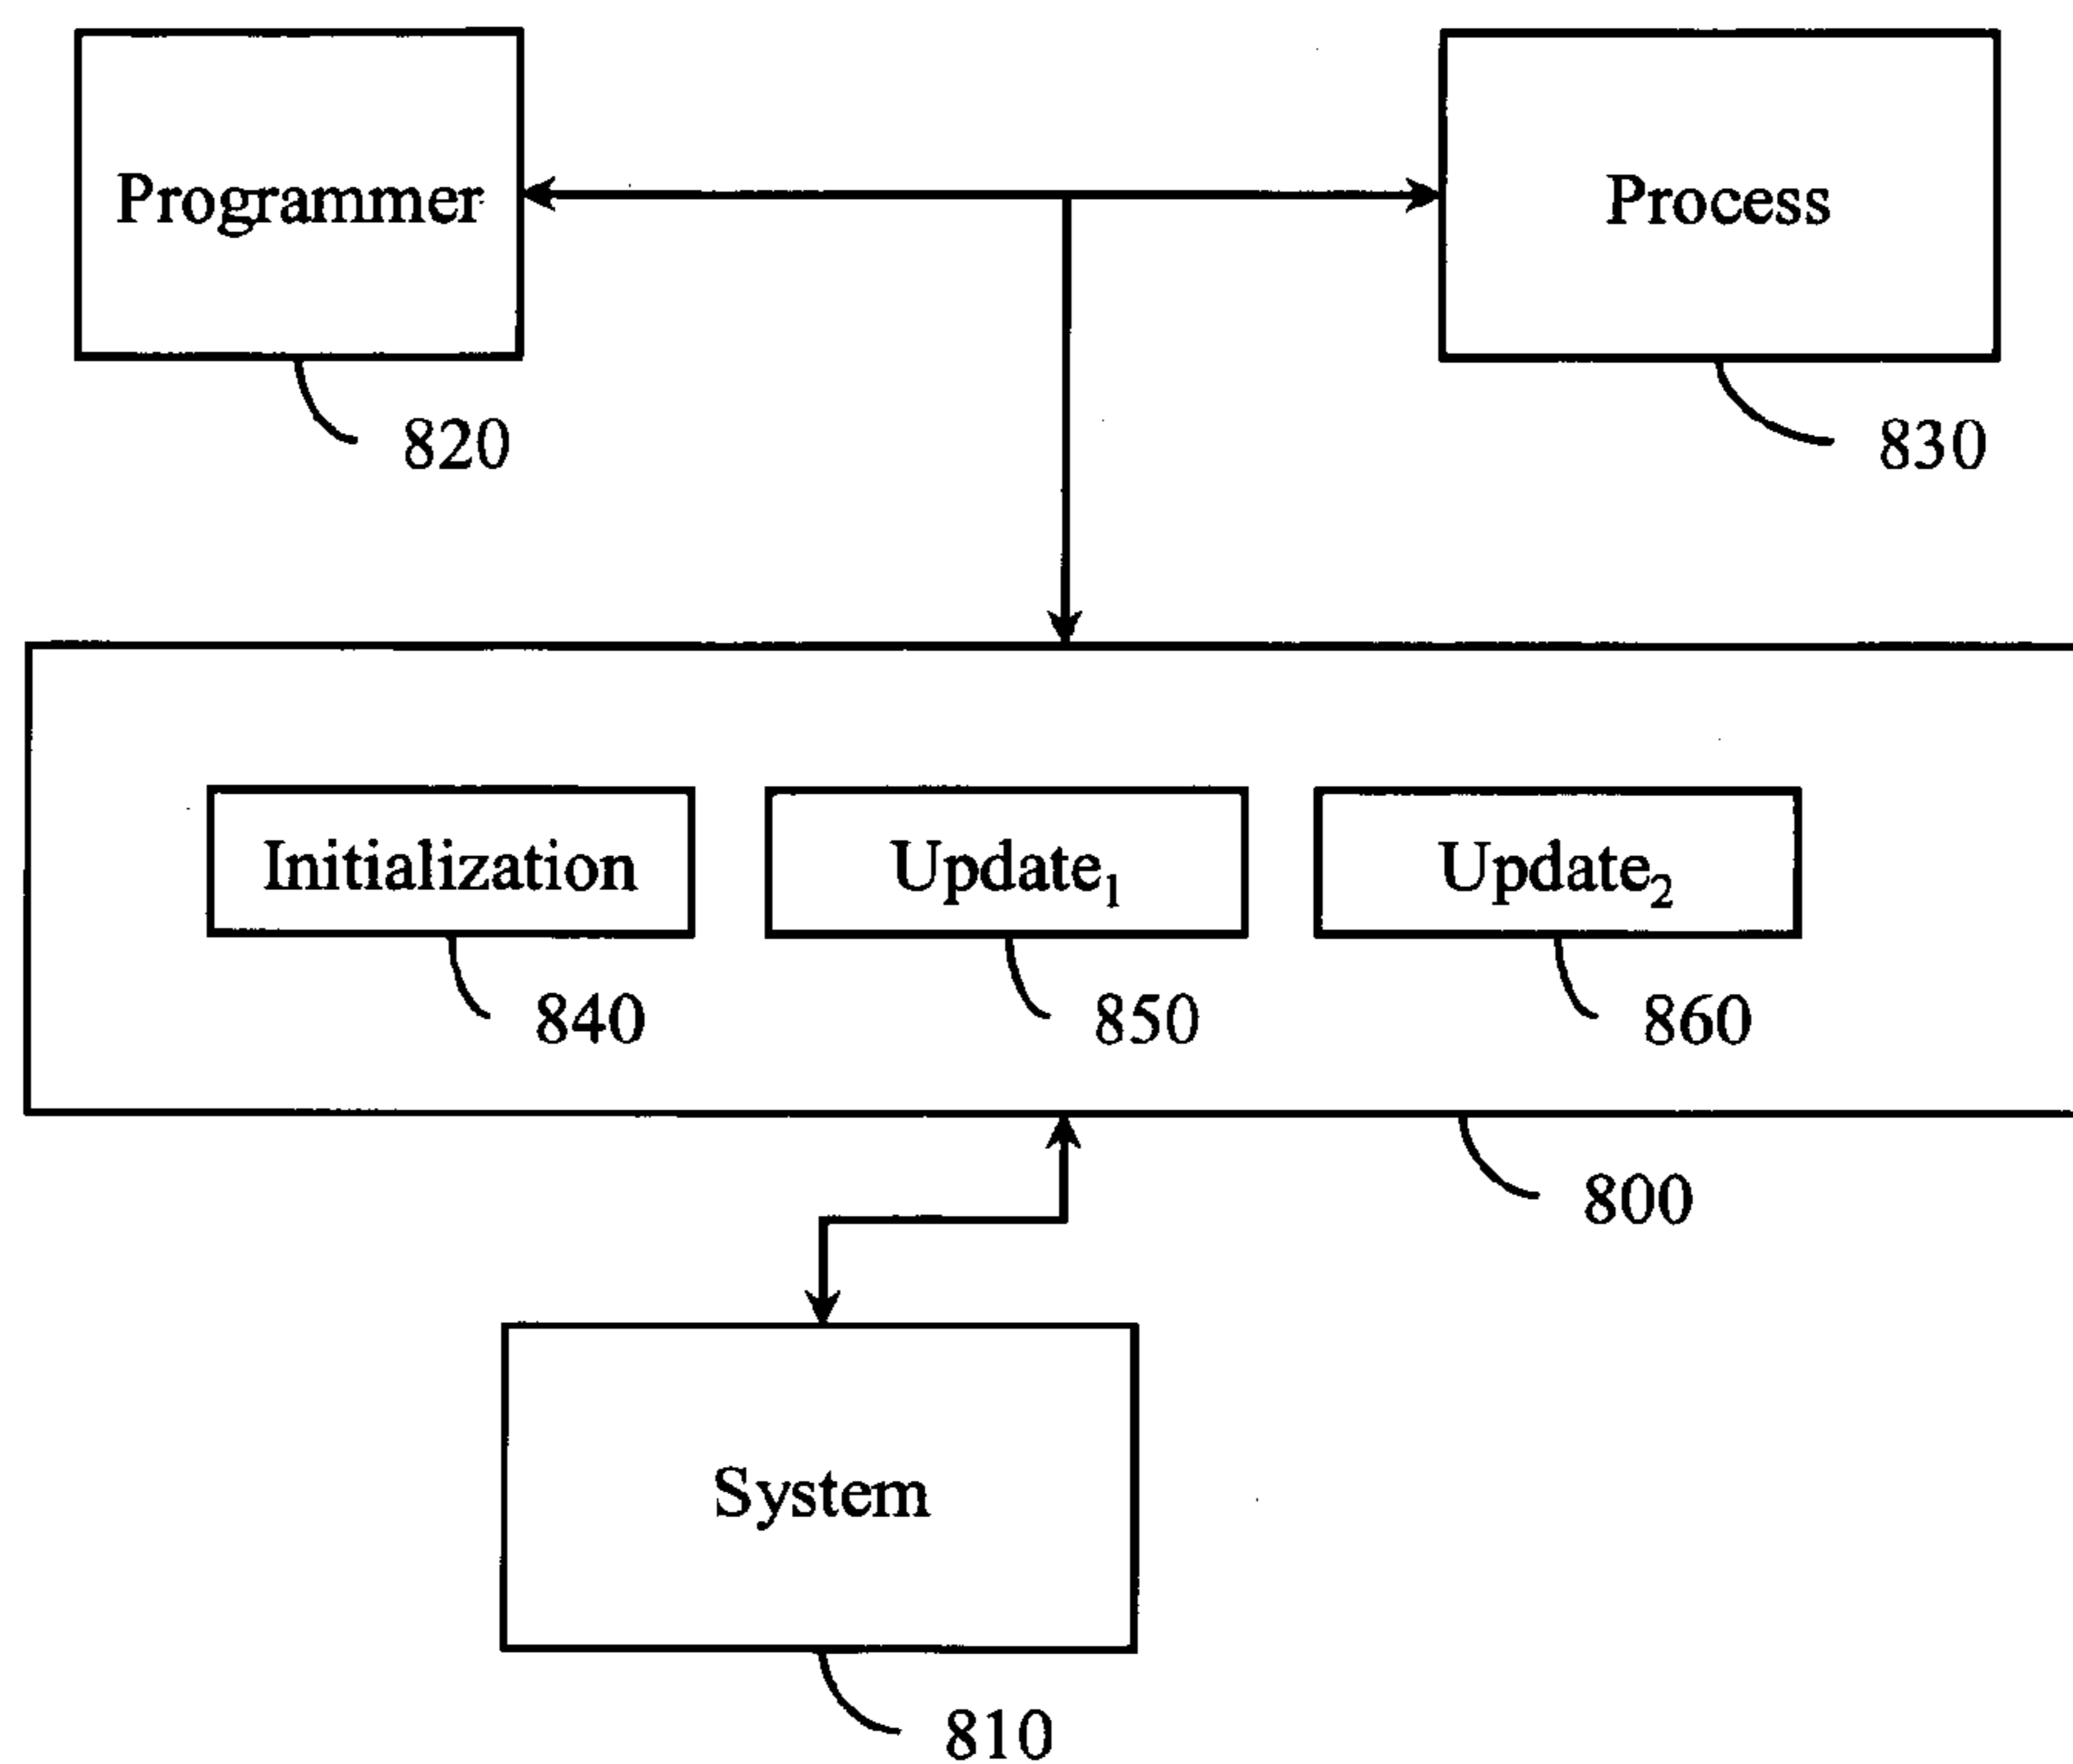 Programmer
Process
820
830
Initialization
Update₁
Update₂
840
850
860
800
System
810